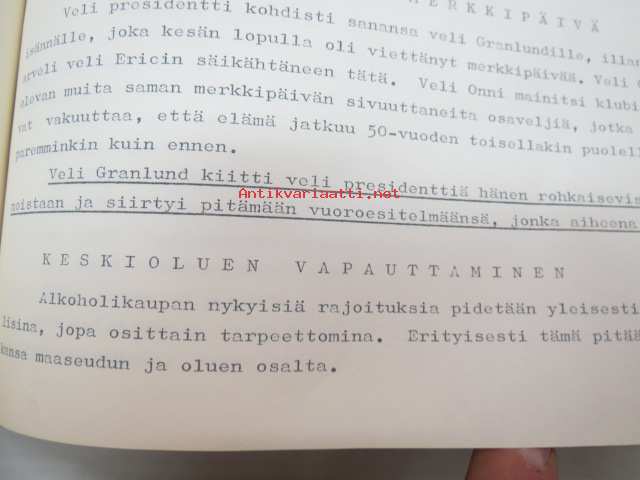 MERKKIPÄIVÄ
Veli presidentti kohdisti sanansa veli Granlundille, illan
isännälle, joka kesän lopulla oli viettänyt merkkipäivää. Veli
arveli veli Ericin säikähtäneen tätä. Veli Onni mainitsi klubi
olevan muita saman merkkipäivän sivuuttaneita osaveljiä, jotka
vat vakuuttaa, että elämä jatkuu 50-vuoden toisellakin puolell
paremminkin kuin ennen.
Veli Granlund kiitti veli presidenttiä hänen rohkaisevis
Antikvariaatti.net
noistaan ja siirtyi pitämään vuoroesitelmäänsä, jonka aiheena
KESKIOLUEN VAPAUTTAMINEN
Alkoholikaupan nykyisiä rajoituksia pidetään yleisesti
lisina, jopa osittain tarpeettomina. Erityisesti tämä pitää
kansa maaseudun ja oluen osalta.